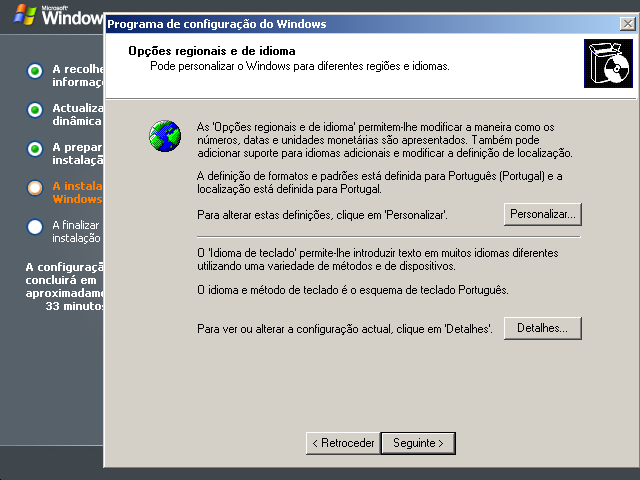 Microsoft
Window
A recolhe
informaç
Actualiza
dinâmica
A prepar
instalaçã
A instala
Windows
A finalizar
instalação
A configuraçã
concluirá em
aproximadame
33 minutos
Programa de configuração do Windows
Opções regionais e de idioma
Pode personalizar o Windows para diferentes regiões e idiomas.
As 'Opções regionais e de idioma' permitem-lhe modificar a maneira como os
números, datas e unidades monetárias são apresentados. Também pode
adicionar suporte para idiomas adicionais e modificar a definição de localização.
A definição de formatos e padrões está definida para Português (Portugal) e a
localização está definida para Portugal.
Para alterar estas definições, clique em 'Personalizar'.
Personalizar...
O 'Idioma de teclado' permite-lhe introduzir texto em muitos idiomas diferentes
utilizando uma variedade de métodos e de dispositivos.
O idioma e método de teclado é o esquema de teclado Português.
Para ver ou alterar a configuração actual, clique em 'Detalhes'.
Detalhes...
< Retroceder
Seguinte >